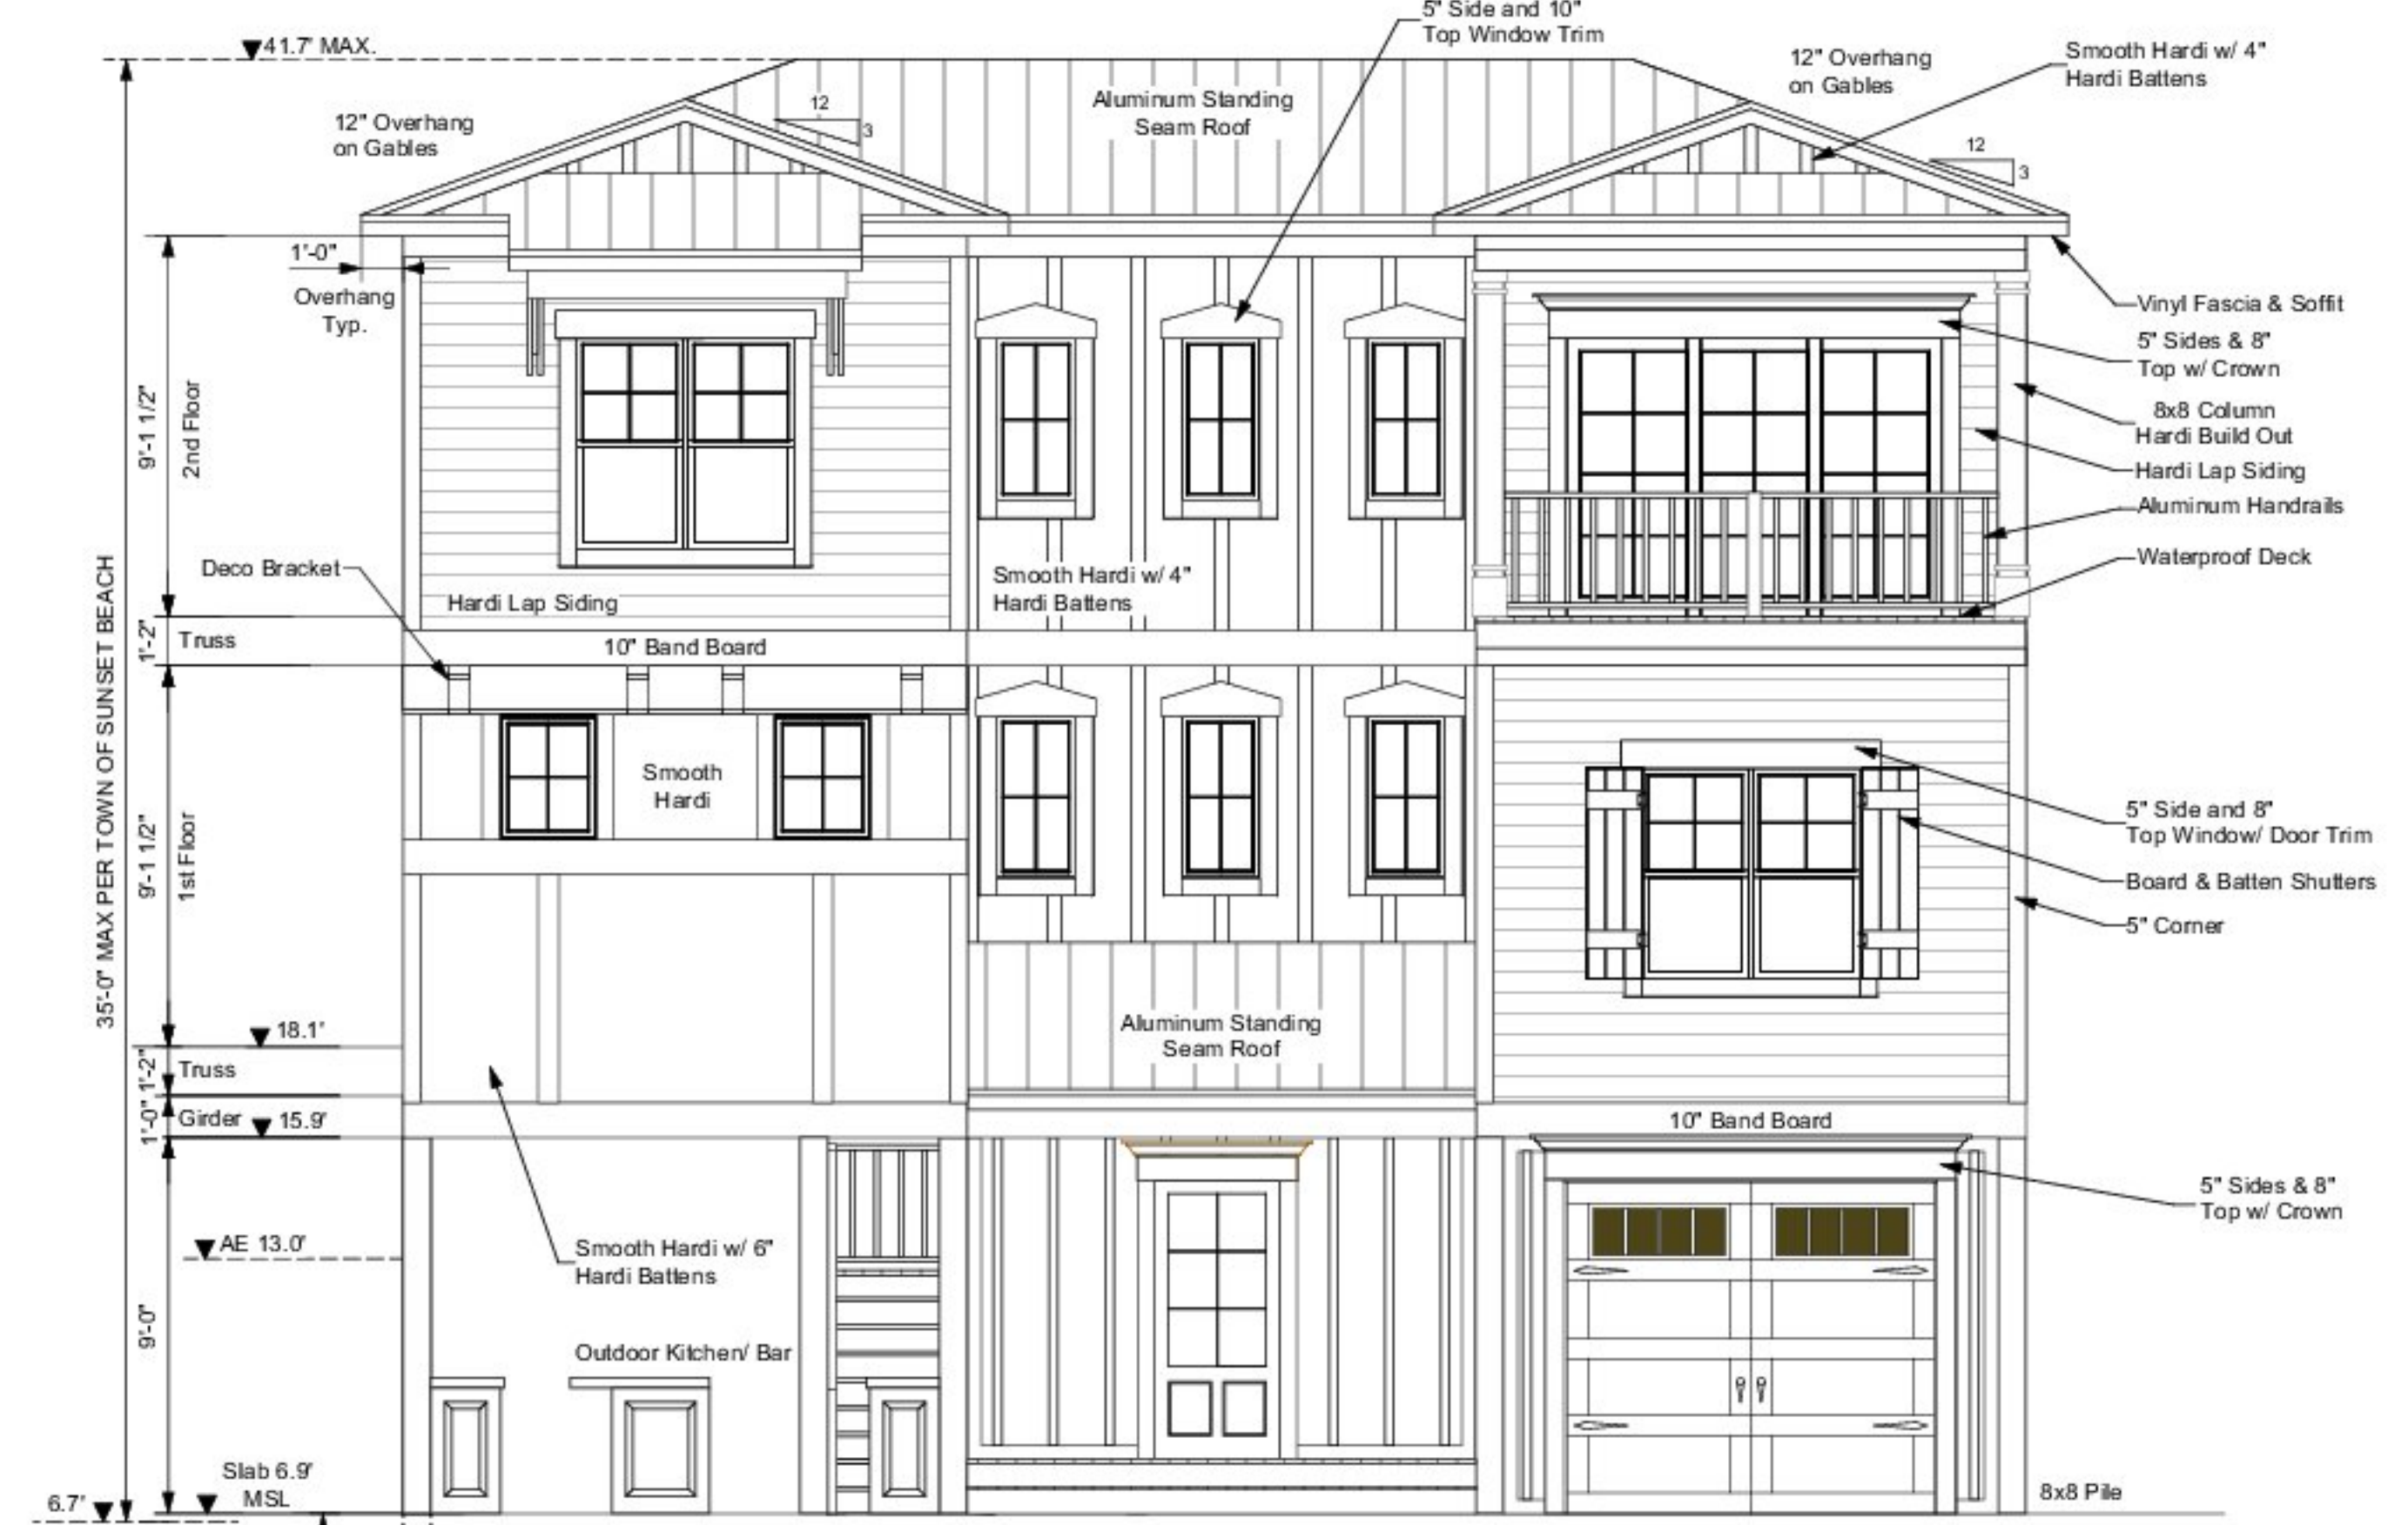 5" Side and 10"
Top Window Trim
41.7' MAX.
12" Overhang
on Gables
Smooth Hardi w/ 4"
Hardi Battens
12" Overhang
on Gables
12
3
Aluminum Standing
Seam Roof
12
3
1'-0"
Overhang
Typ.
Vinyl Fascia & Soffit
5" Sides & 8"
Top w/ Crown
8x8 Column
Hardi Build Out
Hardi Lap Siding
Aluminum Handrails
Waterproof Deck
9'-1 1/2"
2nd Floor
Deco Bracket
Hardi Lap Siding
Smooth Hardi w/ 4"
Hardi Battens
1'-2"
Truss
10" Band Board
35'-0" MAX PER TOWN OF SUNSET BEACH
9'-1 1/2"
1st Floor
Smooth
Hardi
5" Side and 8"
Top Window/ Door Trim
Board & Batten Shutters
5" Corner
18.1'
Aluminum Standing
Seam Roof
1'-2"
Truss
1'-0"
Girder
15.9'
10" Band Board
5" Sides & 8"
Top w/ Crown
AE 13.0'
Smooth Hardi w/ 6"
Hardi Battens
9'-0"
Outdoor Kitchen/ Bar
Slab 6.9'
MSL
6.7'
8x8 Pile